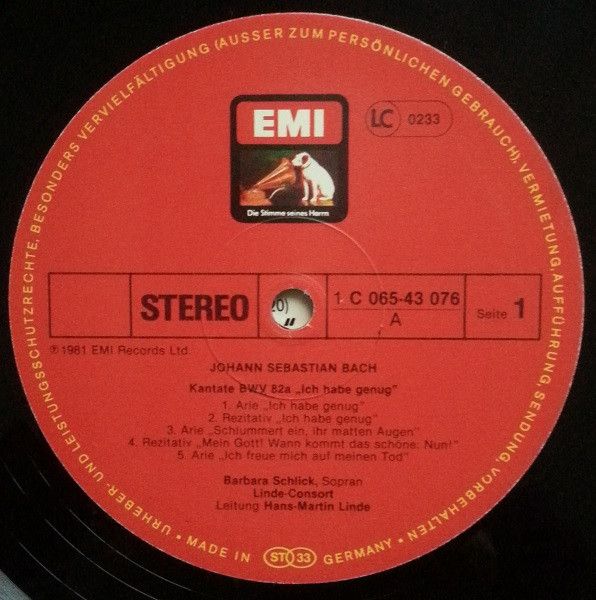 URHEBER- UND LEISTUNGSSCHUTZRECHTE, BESONDERS VERVIELFÄLTIGUNG (AUSSER ZUM PERSÖNLICHEN GEBRAUCH), VERMIETUNG, AUFFÜHRUNG, SENDUNG, VORBEHALTEN
EMI
LC 0233
Die Stimme seines Herrn
STEREO
20)
"
1 C 065-43 076
A
Seite 1
℗ 1981 EMI Records Ltd.
JOHANN SEBASTIAN BACH
Kantate BWV 82a „Ich habe genug"
1. Arie „Ich habe genug"
2. Rezitativ „Ich habe genug"
3. Arie „Schlummert ein, ihr matten Augen"
4. Rezitativ „Mein Gott! Wann kommt das schöne: Nun!"
5. Arie „Ich freue mich auf meinen Tod"
Barbara Schlick, Sopran
Linde-Consort
Leitung Hans-Martin Linde
• MADE IN ST 33 GERMANY •